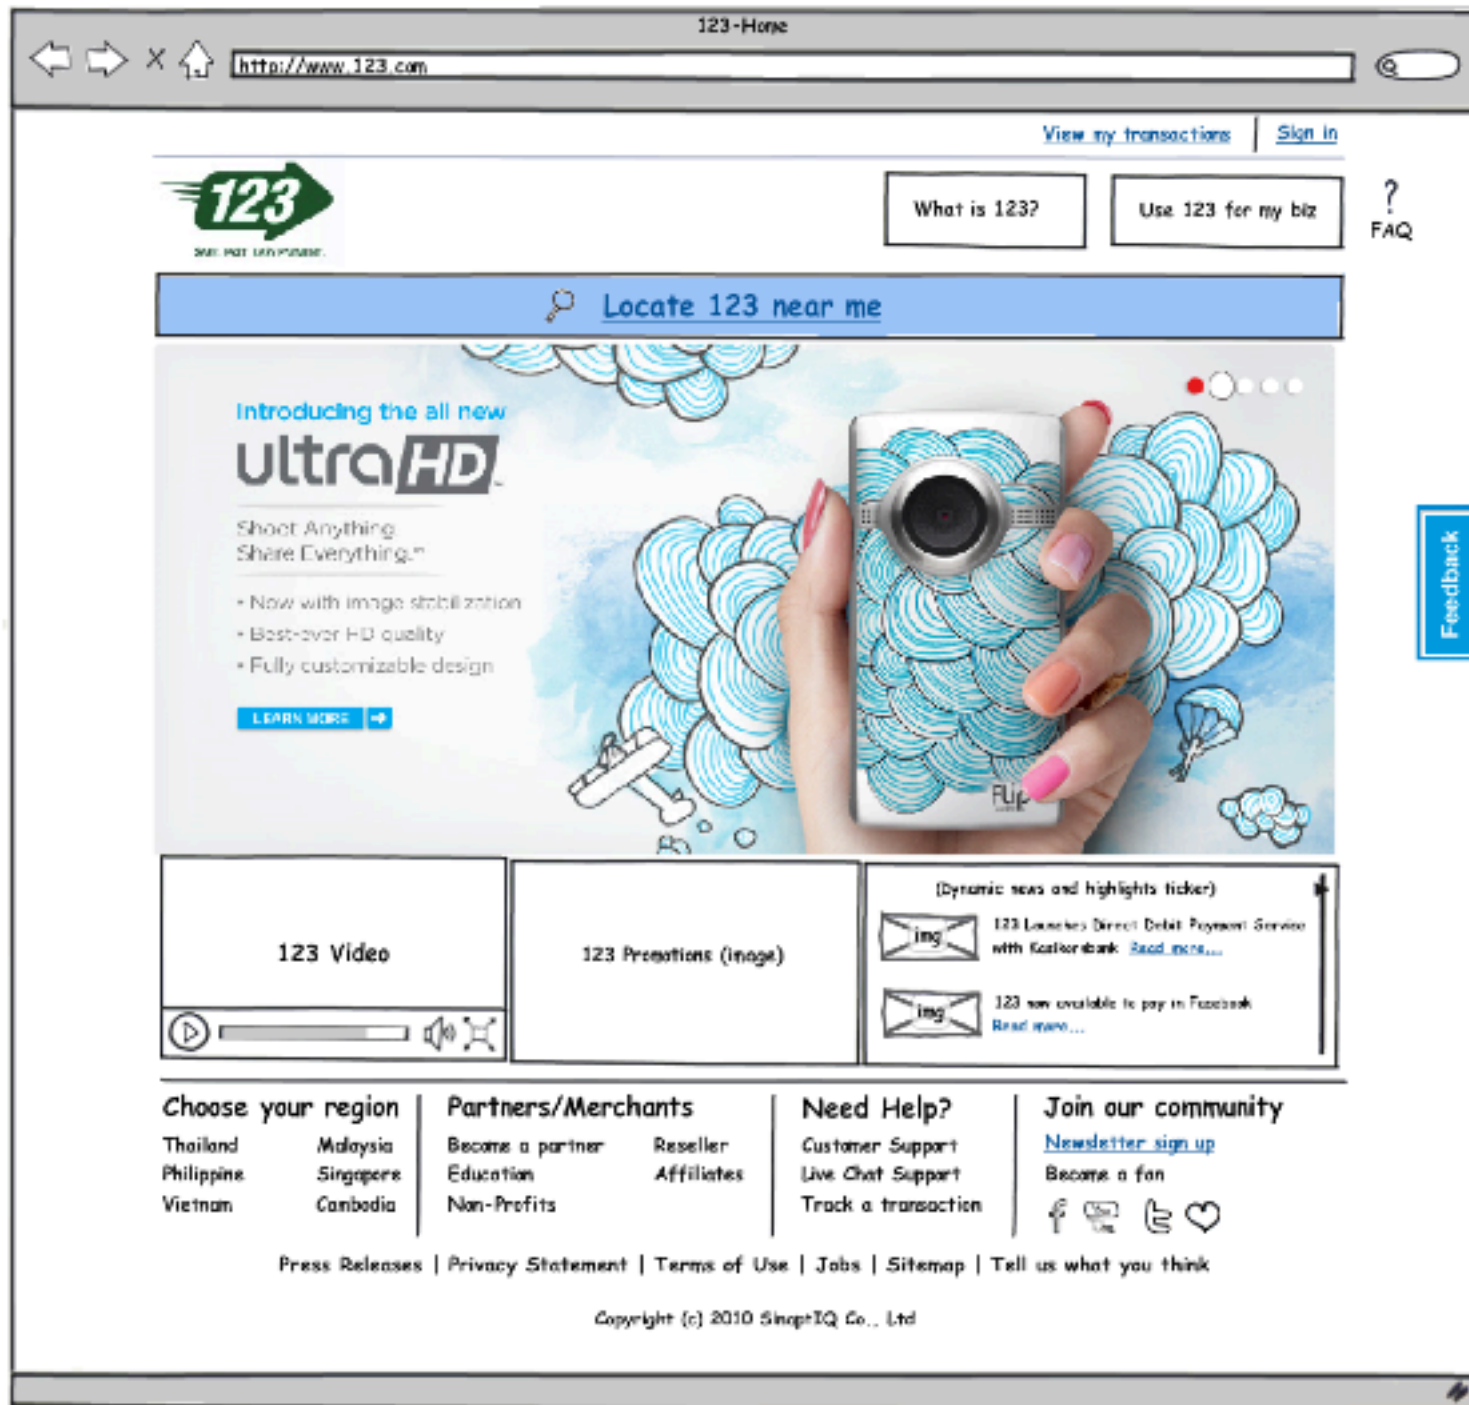 123-Home
http://www.123.com
View my transactions | Sign in
123
What is 123?
Use 123 for my biz
?
FAQ
Locate 123 near me
Introducing the all new
ultra HD
Shoot Anything.
Share Everything.™
• Now with image stabilization
• Best-ever HD quality
• Fully customizable design
LEARN MORE
Flip
Feedback
123 Video
123 Promotions (image)
(Dynamic news and highlights ticker)
img
123 Launches Direct Debit Payment Service
with Kasikornbank Read more...
img
123 now available to pay in Facebook
Read more...
Choose your region
Thailand Malaysia
Philippine Singapore
Vietnam Cambodia
Partners/Merchants
Become a partner Reseller
Education Affiliates
Non-Profits
Need Help?
Customer Support
Live Chat Support
Track a transaction
Join our community
Newsletter sign up
Become a fan
Press Releases | Privacy Statement | Terms of Use | Jobs | Sitemap | Tell us what you think
Copyright (c) 2010 SinaptIQ Co., Ltd